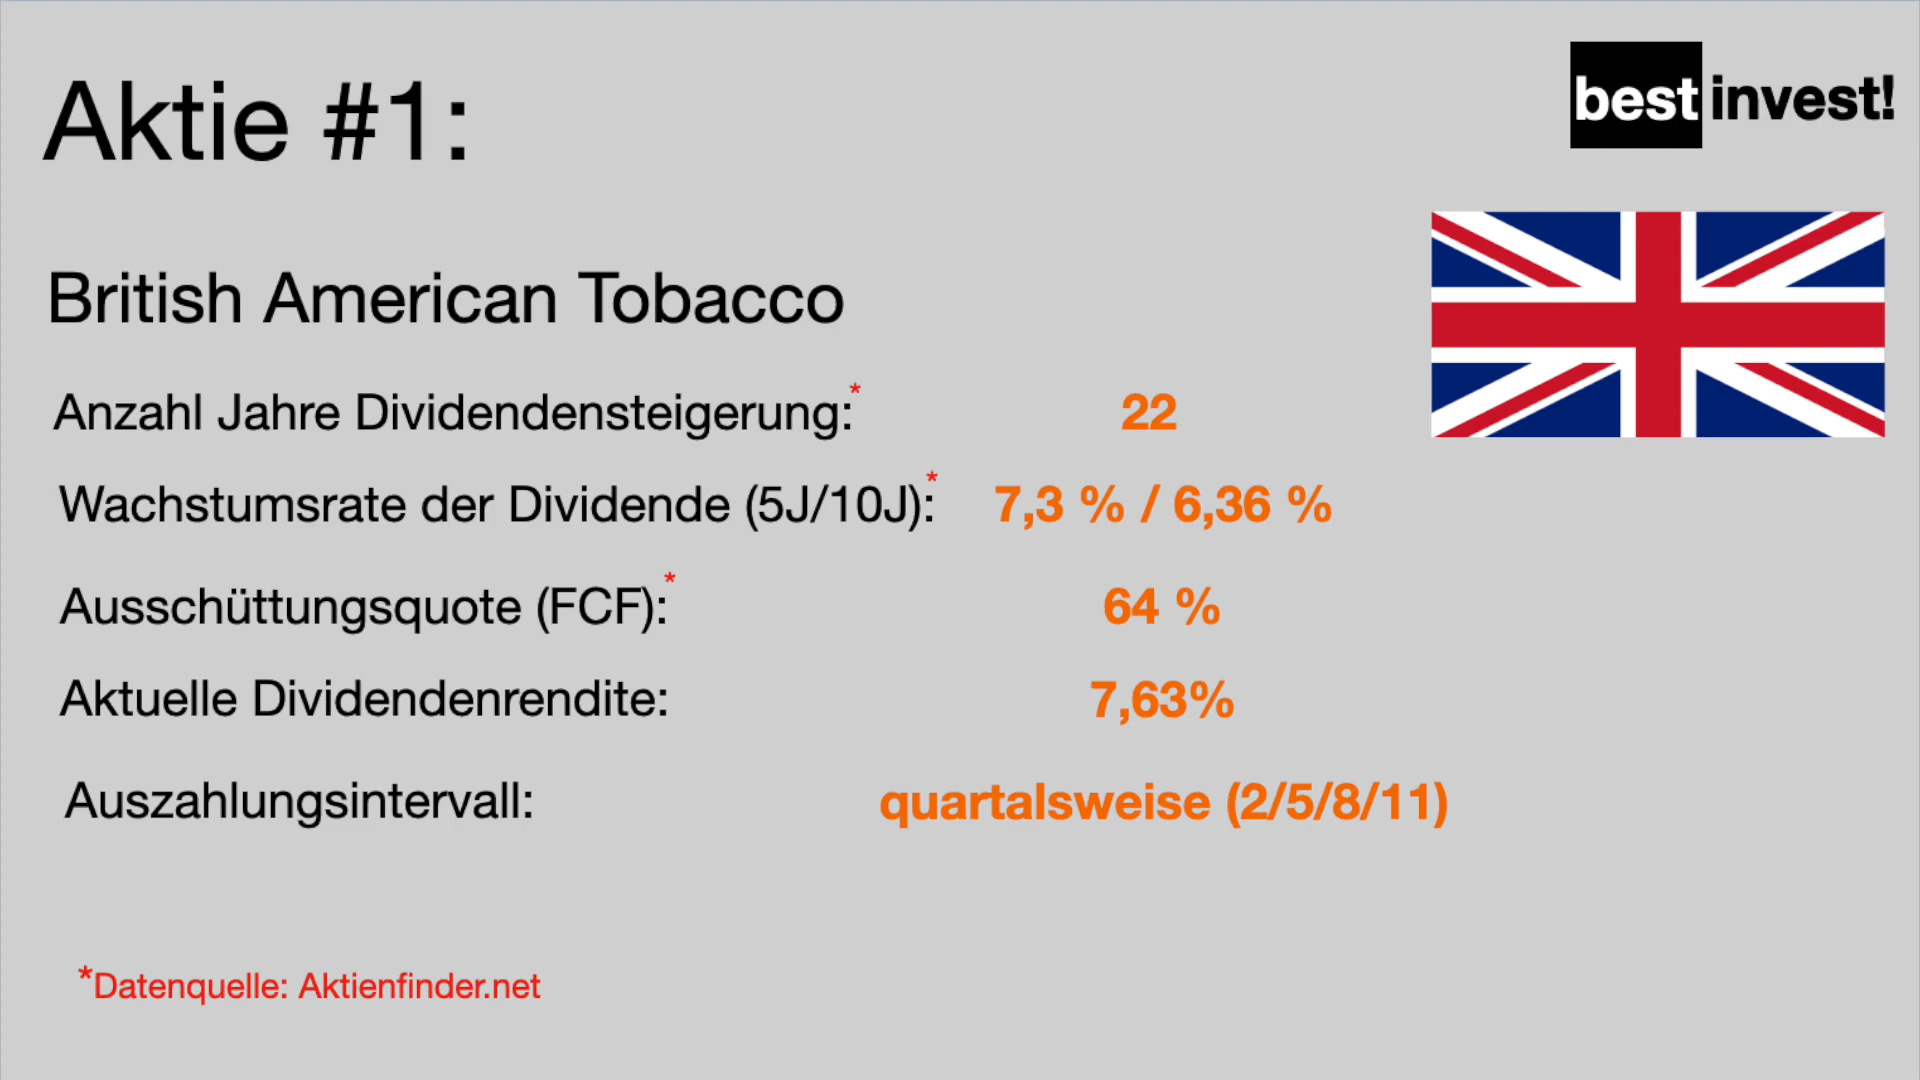 Aktie #1:
best invest!
British American Tobacco
Anzahl Jahre Dividendensteigerung:* 22
Wachstumsrate der Dividende (5J/10J):* 7,3 % / 6,36 %
Ausschüttungsquote (FCF):* 64 %
Aktuelle Dividendenrendite: 7,63%
Auszahlungsintervall: quartalsweise (2/5/8/11)
*Datenquelle: Aktienfinder.net